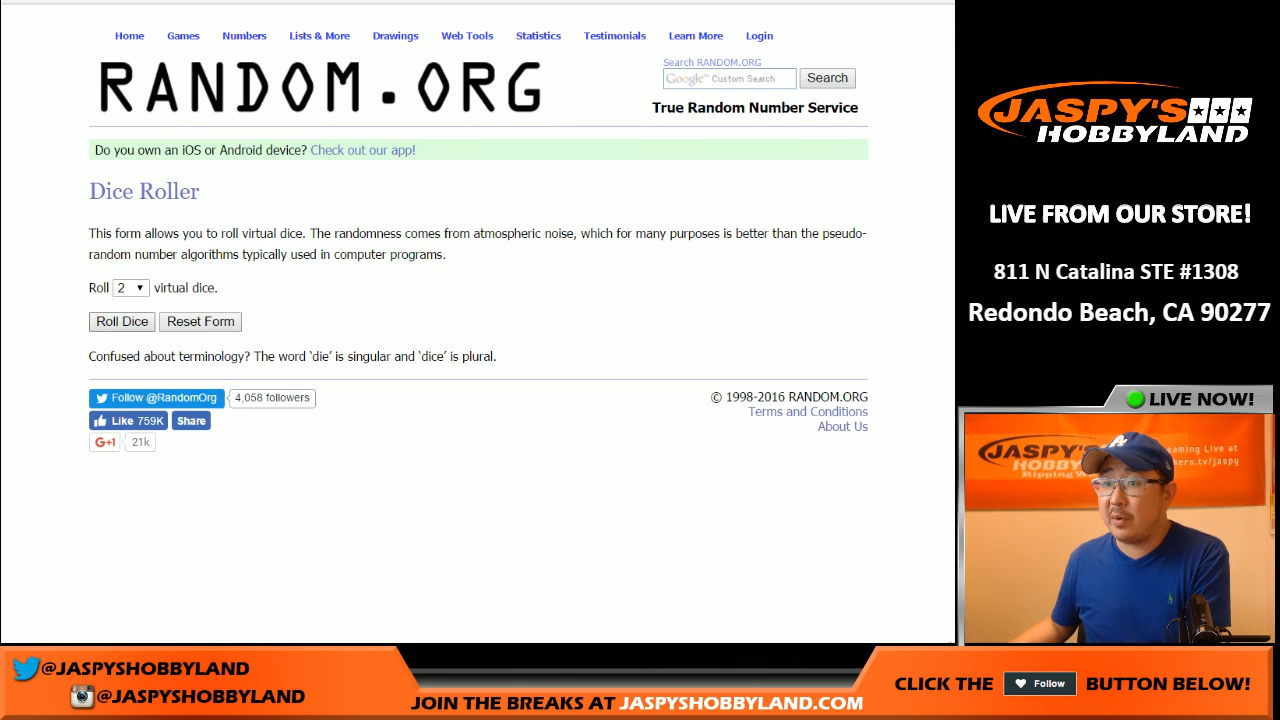 Home Games Numbers Lists & More Drawings Web Tools Statistics Testimonials Learn More Login
RANDOM.ORG
Search RANDOM.ORG
Google™ Custom Search Search
True Random Number Service
Do you own an iOS or Android device? Check out our app!
Dice Roller
This form allows you to roll virtual dice. The randomness comes from atmospheric noise, which for many purposes is better than the pseudo-
random number algorithms typically used in computer programs.
Roll 2 virtual dice.
Roll Dice Reset Form
Confused about terminology? The word ‘die’ is singular and ‘dice’ is plural.
Follow @RandomOrg 4,058 followers
Like 759K Share
G+1 21k
© 1998-2016 RANDOM.ORG
Terms and Conditions
About Us
JASPY'S
HOBBYLAND
LIVE FROM OUR STORE!
811 N Catalina STE #1308
Redondo Beach, CA 90277
LIVE NOW!
JASPY'S
@JASPYSHOBBYLAND
@JASPYSHOBBYLAND
JOIN THE BREAKS AT JASPYSHOBBYLAND.COM
CLICK THE Follow BUTTON BELOW!